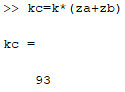 >> kc=k*(za+zb)
kc =
93